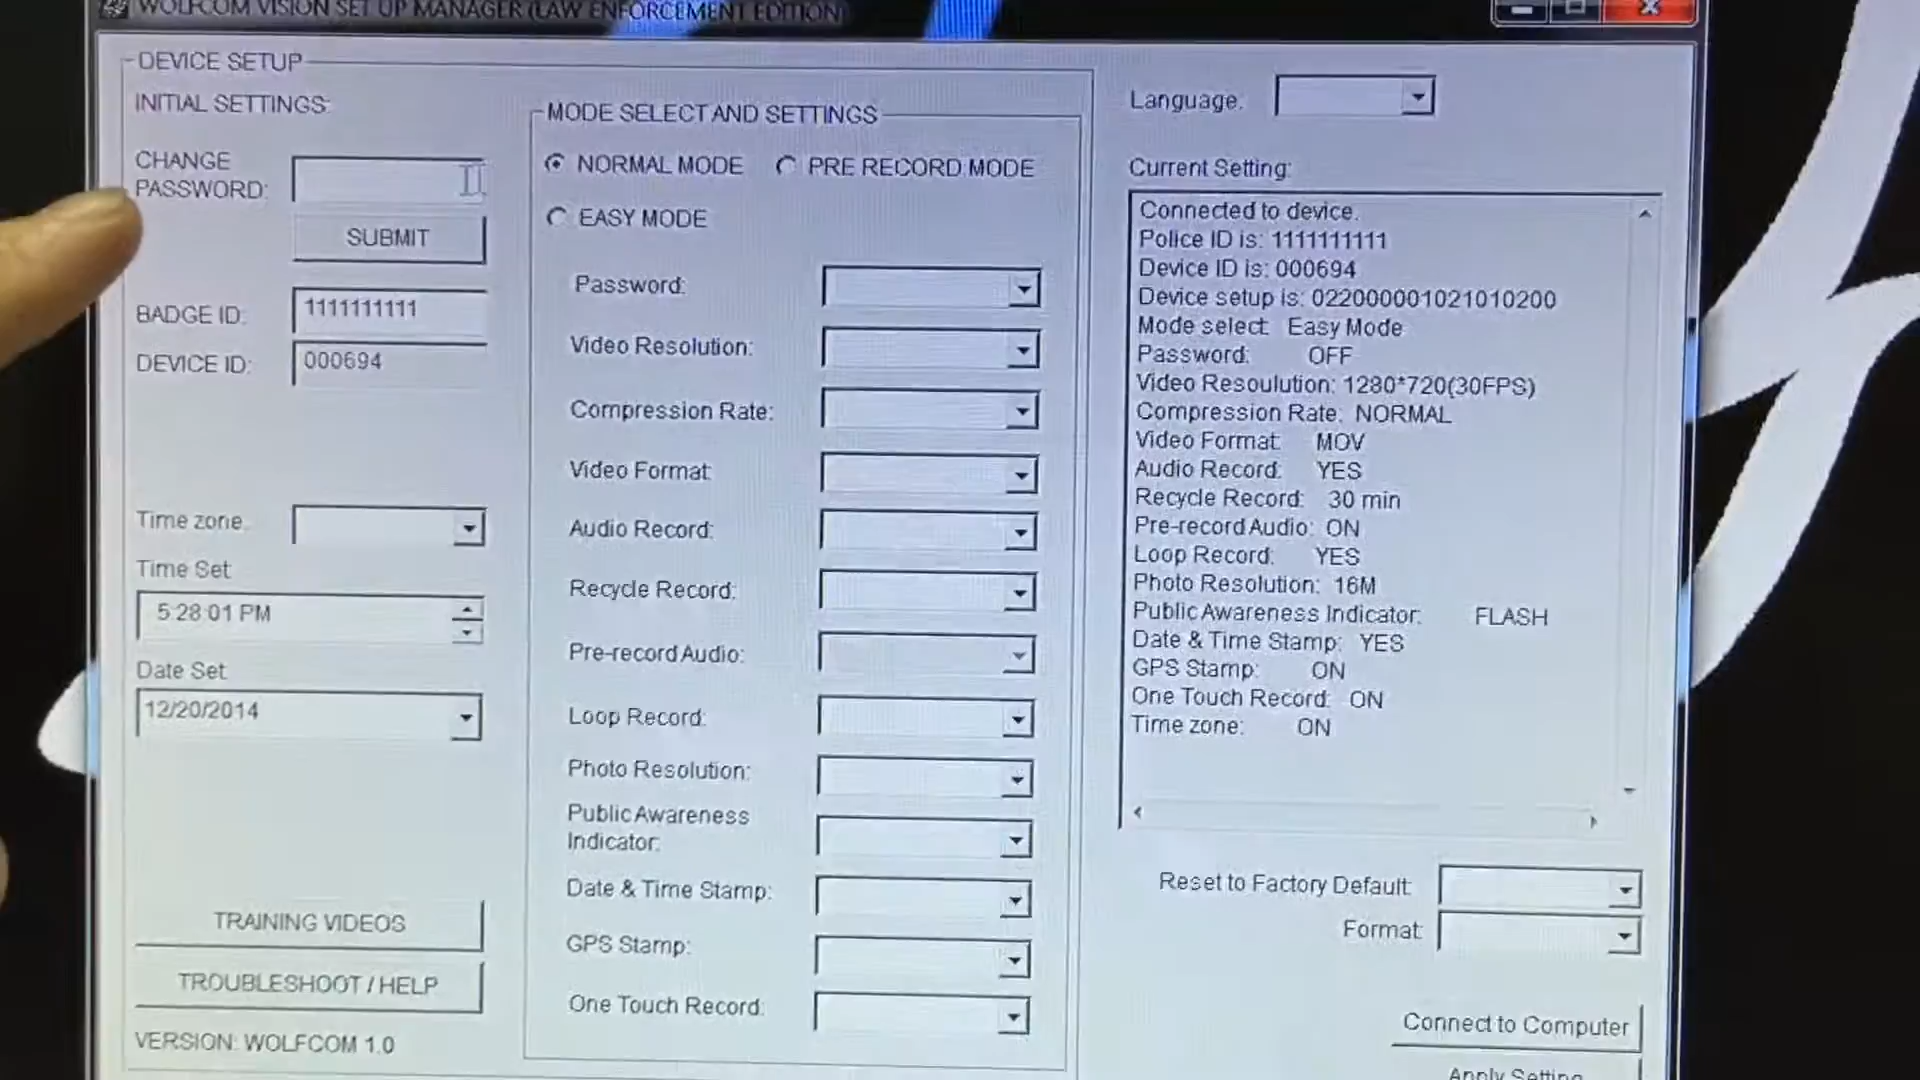 WOLFCOM VISION SET UP MANAGER (LAW ENFORCEMENT EDITION)
DEVICE SETUP
INITIAL SETTINGS:
CHANGE
PASSWORD:
SUBMIT
BADGE ID: 1111111111
DEVICE ID: 000694
Time zone:
Time Set
5:28:01 PM
Date Set
12/20/2014
TRAINING VIDEOS
TROUBLESHOOT / HELP
VERSION: WOLFCOM 1.0
MODE SELECT AND SETTINGS
NORMAL MODE PRE RECORD MODE
EASY MODE
Password:
Video Resolution:
Compression Rate:
Video Format:
Audio Record:
Recycle Record:
Pre-record Audio:
Loop Record:
Photo Resolution:
Public Awareness
Indicator:
Date & Time Stamp:
GPS Stamp:
One Touch Record:
Language:
Current Setting:
Connected to device.
Police ID is: 1111111111
Device ID is: 000694
Device setup is: 022000001021010200
Mode select: Easy Mode
Password: OFF
Video Resoulution: 1280*720(30FPS)
Compression Rate: NORMAL
Video Format: MOV
Audio Record: YES
Recycle Record: 30 min
Pre-record Audio: ON
Loop Record: YES
Photo Resolution: 16M
Public Awareness Indicator: FLASH
Date & Time Stamp: YES
GPS Stamp: ON
One Touch Record: ON
Time zone: ON
Reset to Factory Default:
Format:
Connect to Computer
Apply Setting